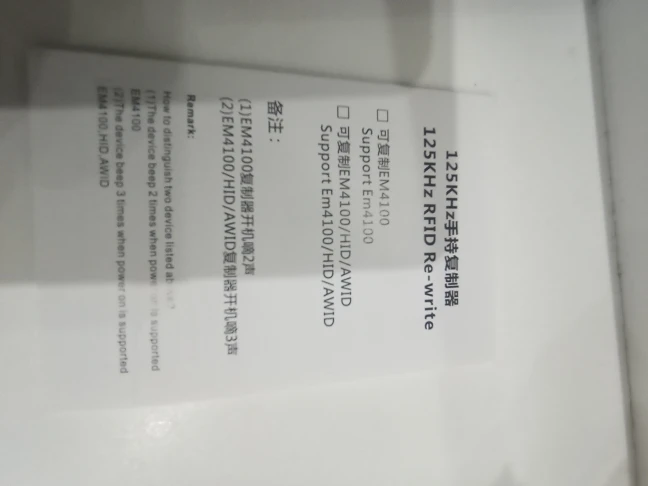 125KHz手持复制器
125KHz RFID Re-write
□ 可复制EM4100
Support Em4100
□ 可复制EM4100/HID/AWID
Support Em4100/HID/AWID
备注：
(1)EM4100复制器开机嘀2声
(2)EM4100/HID/AWID复制器开机嘀3声
Remark:
How to distinguish two device listed above?
(1)The device beep 2 times when power on is supported
EM4100
(2)The device beep 3 times when power on is supported
EM4100,HID,AWID